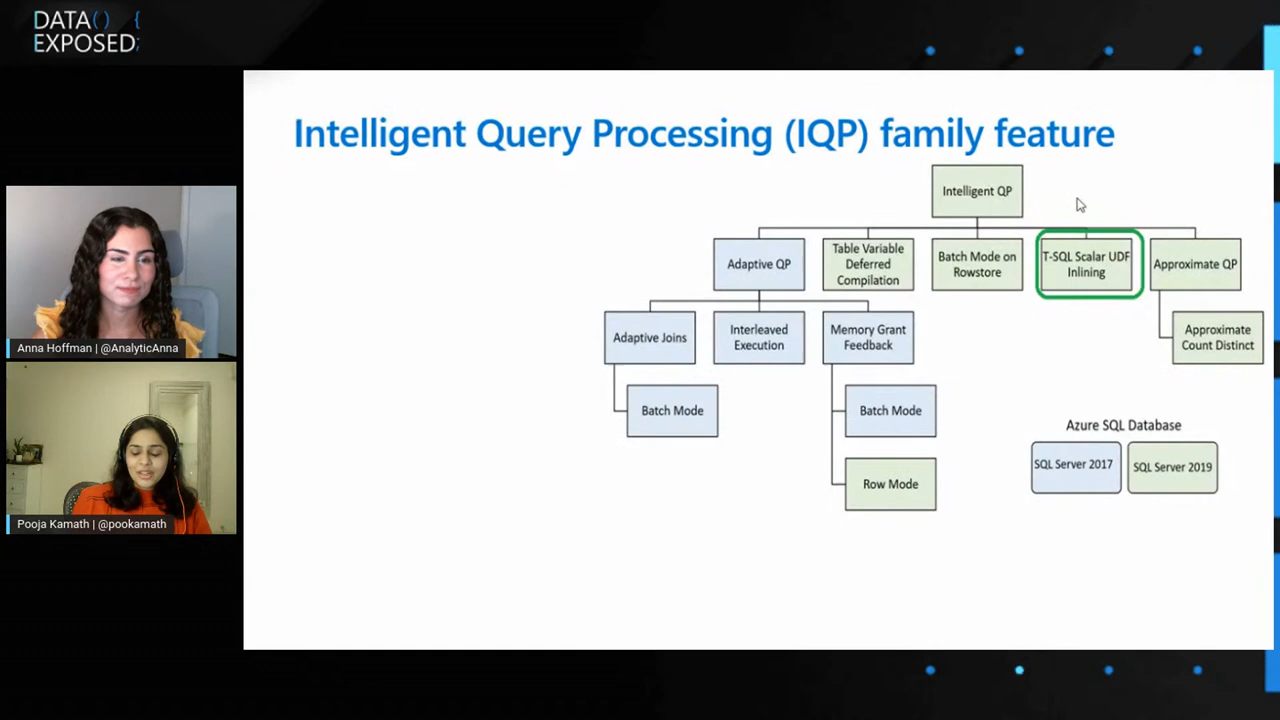 DATA() {
EXPOSED;
Intelligent Query Processing (IQP) family feature
Intelligent QP
Adaptive QP
Table Variable
Deferred
Compilation
Batch Mode on
Rowstore
T-SQL Scalar UDF
Inlining
Approximate QP
Adaptive Joins
Interleaved
Execution
Memory Grant
Feedback
Approximate
Count Distinct
Batch Mode
Batch Mode
Row Mode
Azure SQL Database
SQL Server 2017
SQL Server 2019
Anna Hoffman | @AnalyticAnna
Pooja Kamath | @pookamath